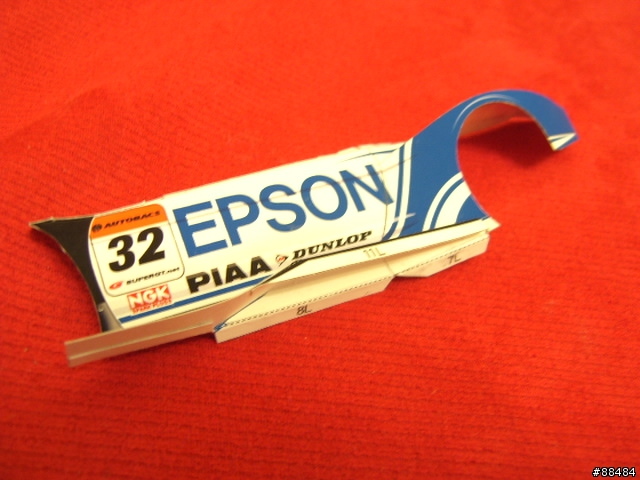 AUTOBACS
32
SUPERGT.net
NGK
EPSON
PIAA DUNLOP
11L
7L
8L
#88484